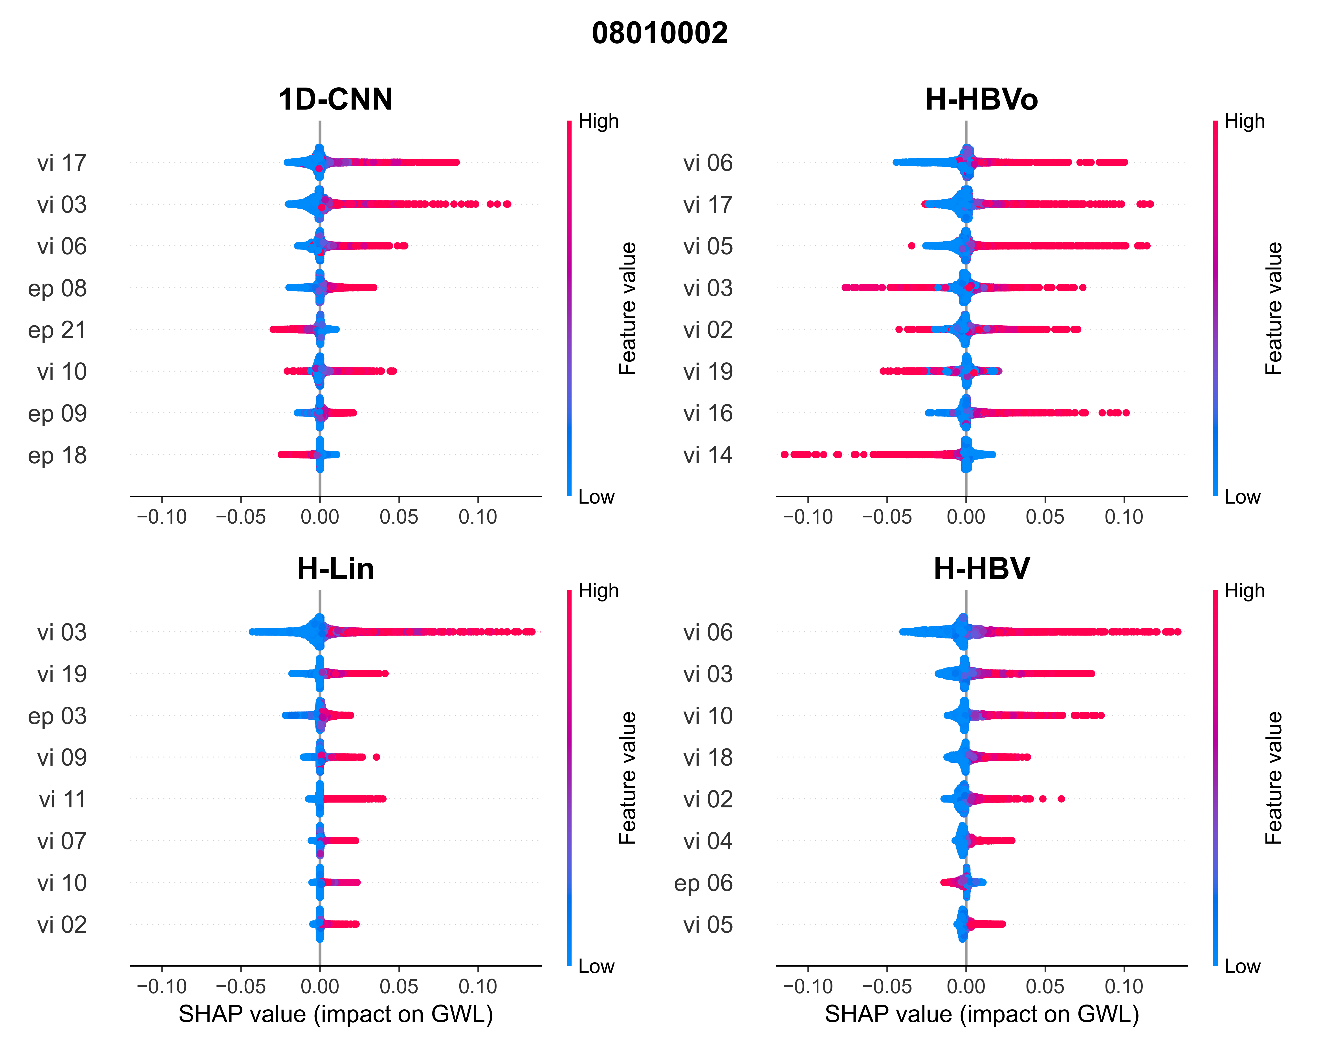 08010002
1D-CNN
High
vi 17
vi 03
vi 06
ep 08
ep 21
vi 10
ep 09
ep 18
Feature value
Low
−0.10 −0.05 0.00 0.05 0.10
H-HBVo
High
vi 06
vi 17
vi 05
vi 03
vi 02
vi 19
vi 16
vi 14
Feature value
Low
−0.10 −0.05 0.00 0.05 0.10
H-Lin
High
vi 03
vi 19
ep 03
vi 09
vi 11
vi 07
vi 10
vi 02
Feature value
Low
−0.10 −0.05 0.00 0.05 0.10
SHAP value (impact on GWL)
H-HBV
High
vi 06
vi 03
vi 10
vi 18
vi 02
vi 04
ep 06
vi 05
Feature value
Low
−0.10 −0.05 0.00 0.05 0.10
SHAP value (impact on GWL)